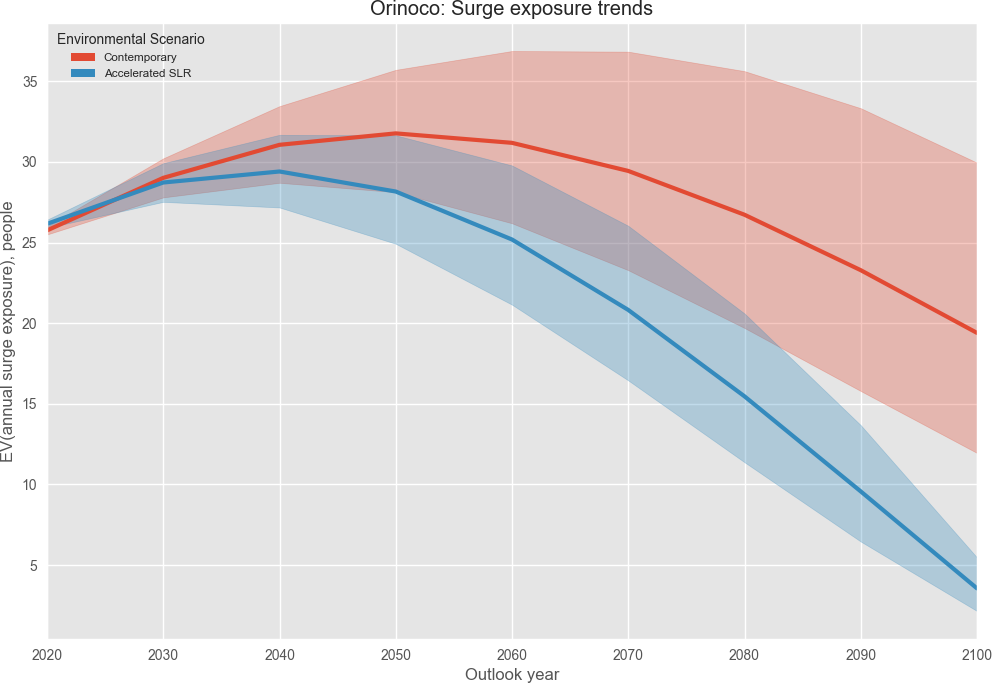 Orinoco: Surge exposure trends
Environmental Scenario
Contemporary
Accelerated SLR
EV(annual surge exposure), people
35
30
25
20
15
10
5
2020 2030 2040 2050 2060 2070 2080 2090 2100
Outlook year